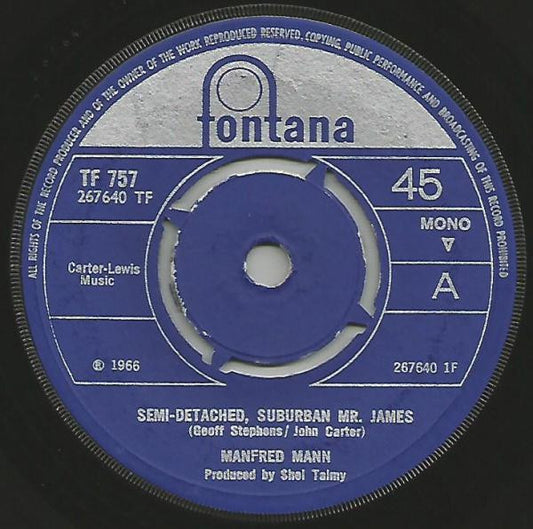 ALL RIGHTS OF THE RECORD PRODUCER AND OF THE OWNER OF THE WORK REPRODUCED RESERVED. COPYING, PUBLIC PERFORMANCE AND BROADCASTING OF THIS RECORD PROHIBITED
fontana
TF 757
267640 TF
45
MONO
A
Carter-Lewis
Music
℗ 1966
267640 1F
SEMI-DETACHED, SUBURBAN MR. JAMES
(Geoff Stephens/John Carter)
MANFRED MANN
Produced by Shel Talmy